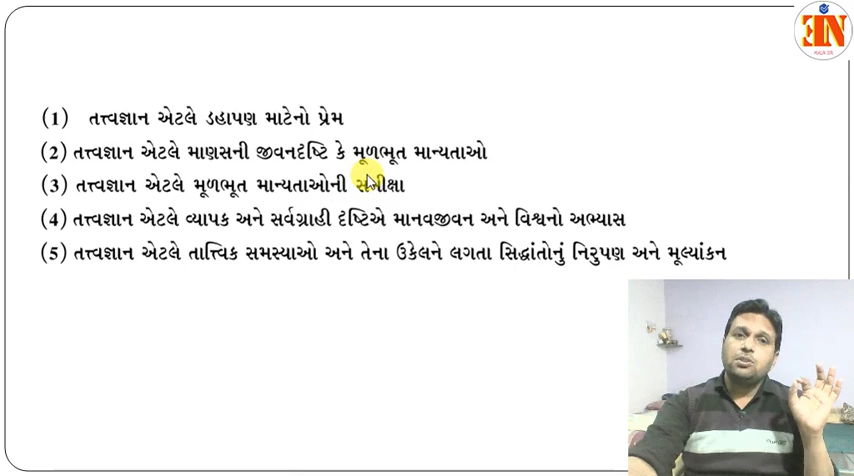 EIN
(1) તત્ત્વજ્ઞાન એટલે ડહાપણ માટેનો પ્રેમ
(2) તત્ત્વજ્ઞાન એટલે માણસની જીવનદૃષ્ટિ કે મૂળભૂત માન્યતાઓ
(3) તત્ત્વજ્ઞાન એટલે મૂળભૂત માન્યતાઓની સમીક્ષા
(4) તત્ત્વજ્ઞાન એટલે વ્યાપક અને સર્વગ્રાહી દૃષ્ટિએ માનવજીવન અને વિશ્વનો અભ્યાસ
(5) તત્ત્વજ્ઞાન એટલે તાત્ત્વિક સમસ્યાઓ અને તેના ઉકેલને લગતા સિદ્ધાંતોનું નિરુપણ અને મૂલ્યાંકન